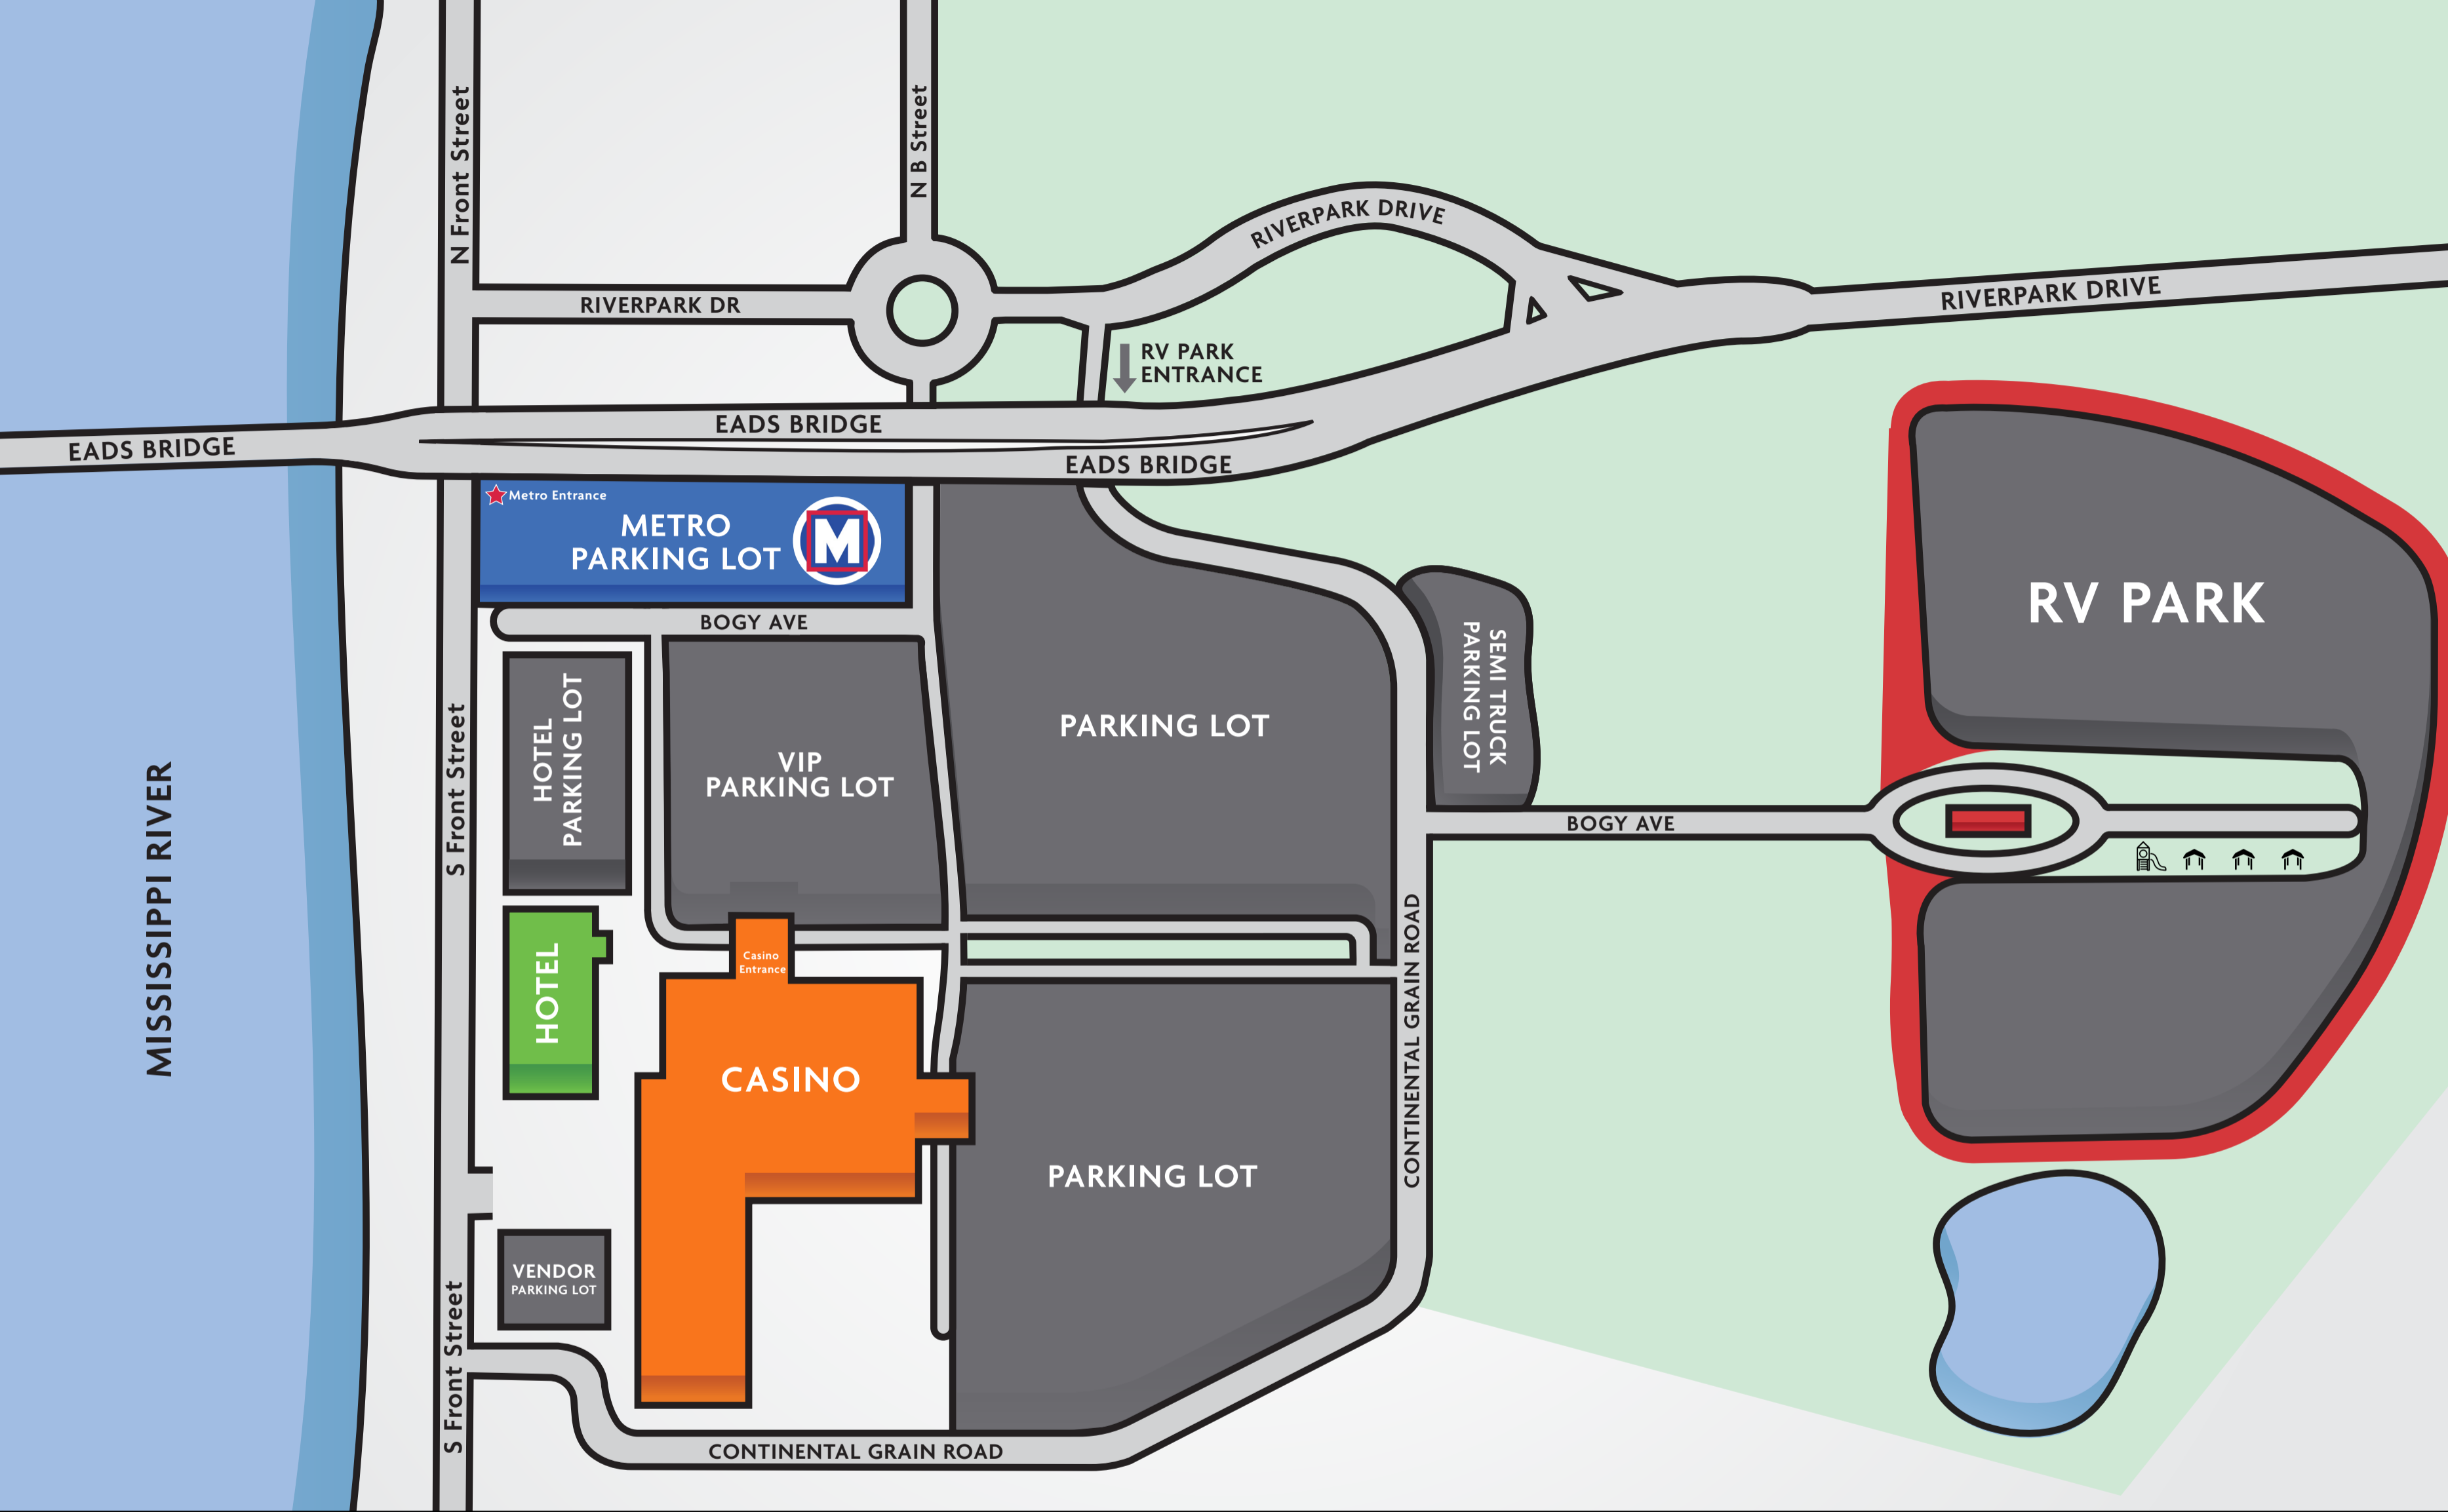 N Front Street
N B Street
RIVERPARK DRIVE
RIVERPARK DR
RIVERPARK DRIVE
RV PARK
ENTRANCE
EADS BRIDGE
EADS BRIDGE
EADS BRIDGE
Metro Entrance
METRO
PARKING LOT
M
BOGY AVE
HOTEL
PARKING LOT
VIP
PARKING LOT
PARKING LOT
SEMI TRUCK
PARKING LOT
RV PARK
S Front Street
MISSISSIPPI RIVER
BOGY AVE
HOTEL
Casino
Entrance
CASINO
PARKING LOT
CONTINENTAL GRAIN ROAD
VENDOR
PARKING LOT
S Front Street
CONTINENTAL GRAIN ROAD